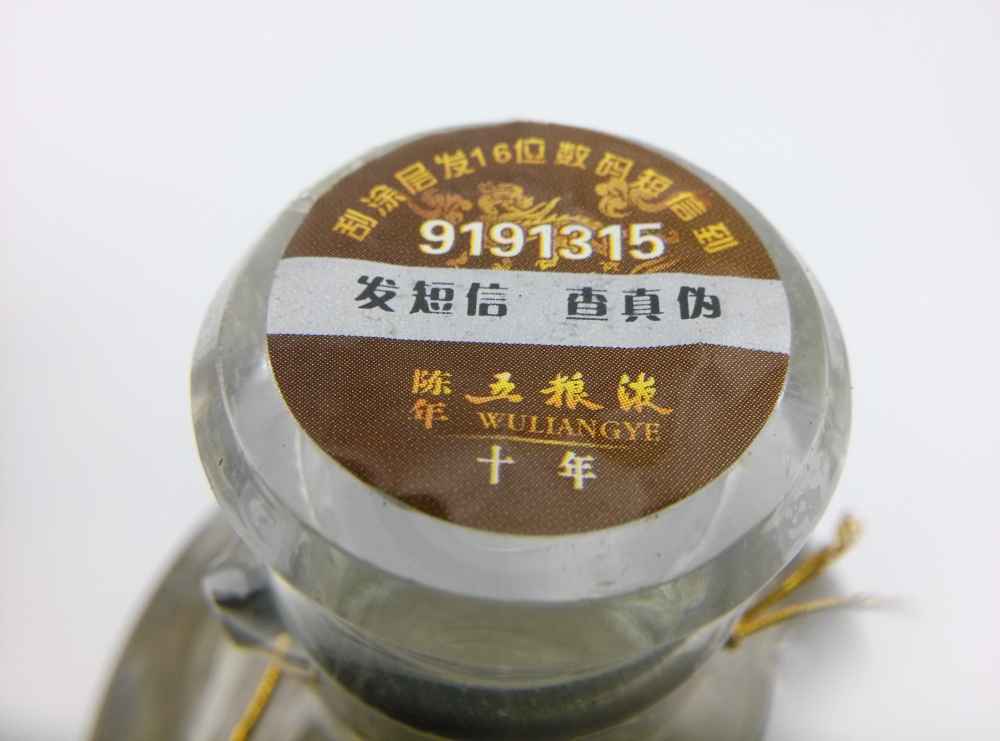 刮涂层发16位数码短信到
9191315
发短信 查真伪
陈年 五粮液
WULIANGYE
十年